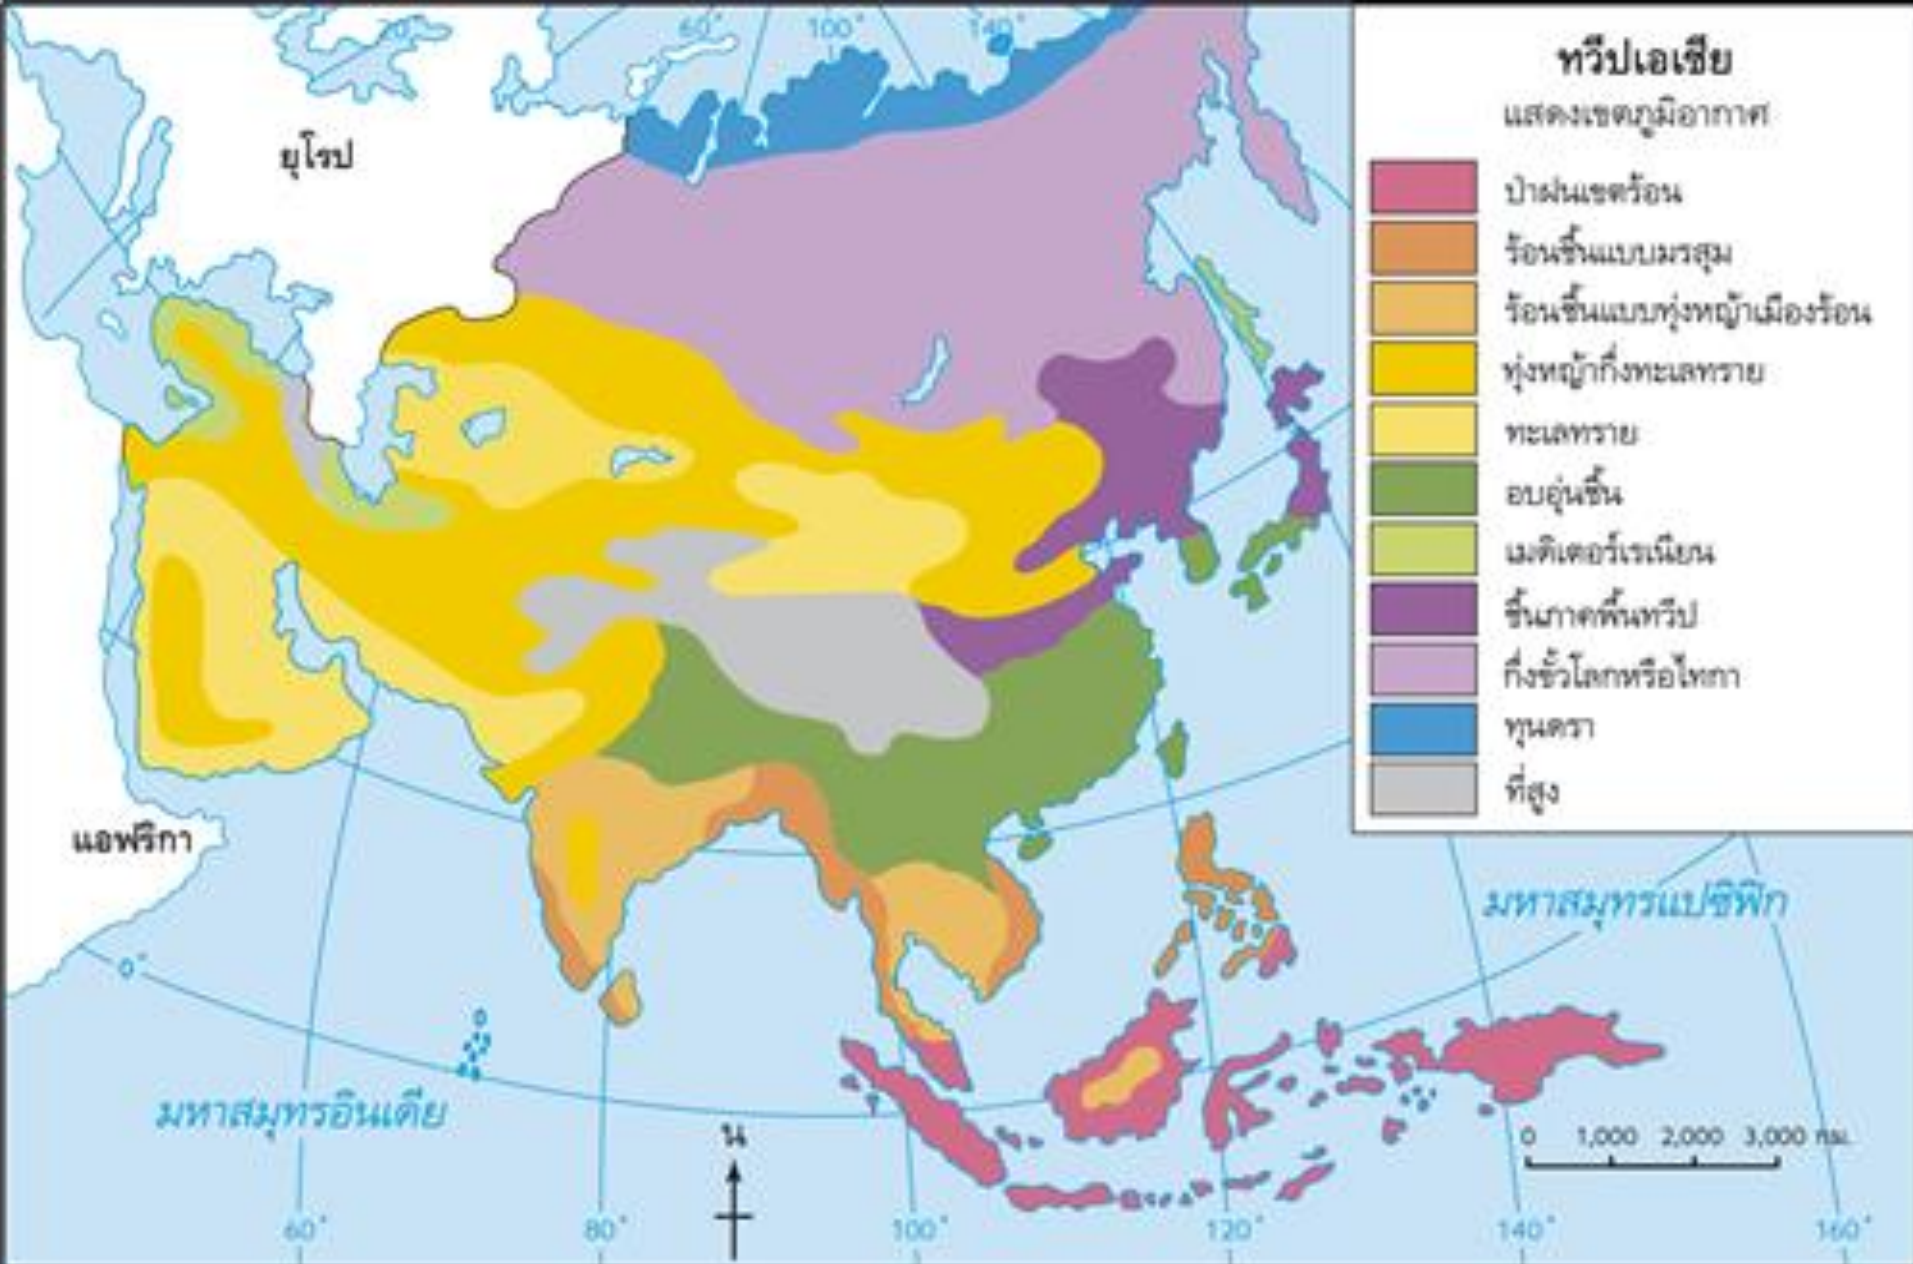 60° 100° 140°
ทวีปเอเชีย
แสดงเขตภูมิอากาศ
ยุโรป
ป่าฝนเขตร้อน
ร้อนชื้นแบบมรสุม
ร้อนชื้นแบบทุ่งหญ้าเมืองร้อน
ทุ่งหญ้ากึ่งทะเลทราย
ทะเลทราย
อบอุ่นชื้น
เมดิเตอร์เรเนียน
ชื้นภาคพื้นทวีป
กึ่งขั้วโลกหรือไทกา
ทุนดรา
ที่สูง
แอฟริกา
มหาสมุทรแปซิฟิก
0°
มหาสมุทรอินเดีย
น
0 1,000 2,000 3,000 กม.
60° 80° 100° 120° 140° 160°